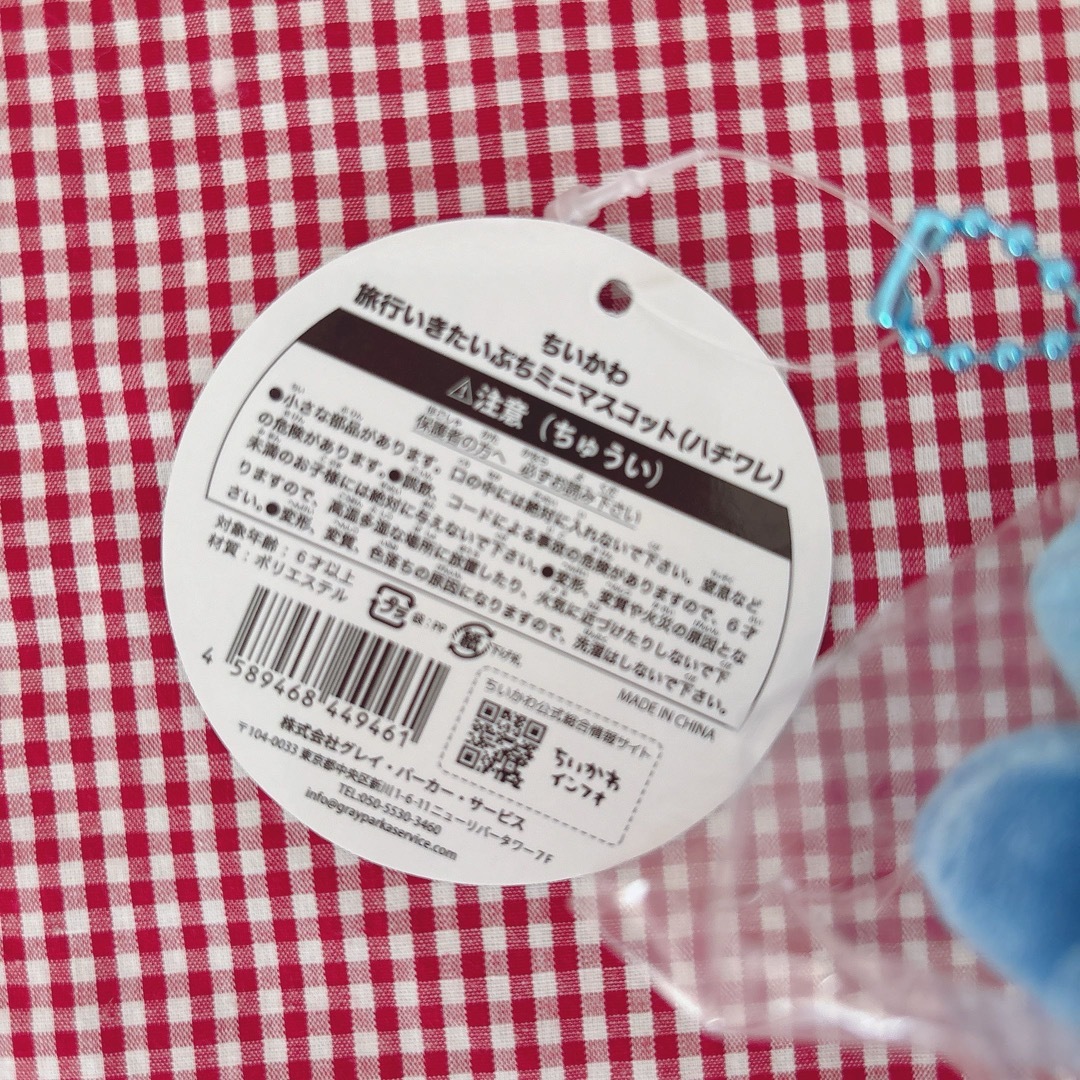 ちいかわ
旅行いきたいぷちミニマスコット(ハチワレ)
⚠注意(ちゅうい)
保護者の方へ 必ずお読み下さい
●小さな部品があります。口の中には絶対に入れないで下さい。窒息など
の危険があります。●誤飲、コードによる事故の危険がありますので、6才
未満のお子様には絶対に与えないで下さい。●変形、変質や火災の原因とな
りますので、高温多湿な場所に放置したり、火気に近づけたりしないで下
さい。●変形、変質、色落ちの原因になりますので、洗濯はしないで下さい。
対象年齢:6才以上
材質:ポリエステル
MADE IN CHINA
プラ
袋:PP
紙
下げ札
4 589468 449461
ちいかわ公式総合情報サイト
ちいかわ
インフォ
株式会社グレイ・パーカー・サービス
〒104-0033 東京都中央区新川1-6-11 ニューリバータワー7F
TEL:050-5530-3460
info@grayparkaservice.com